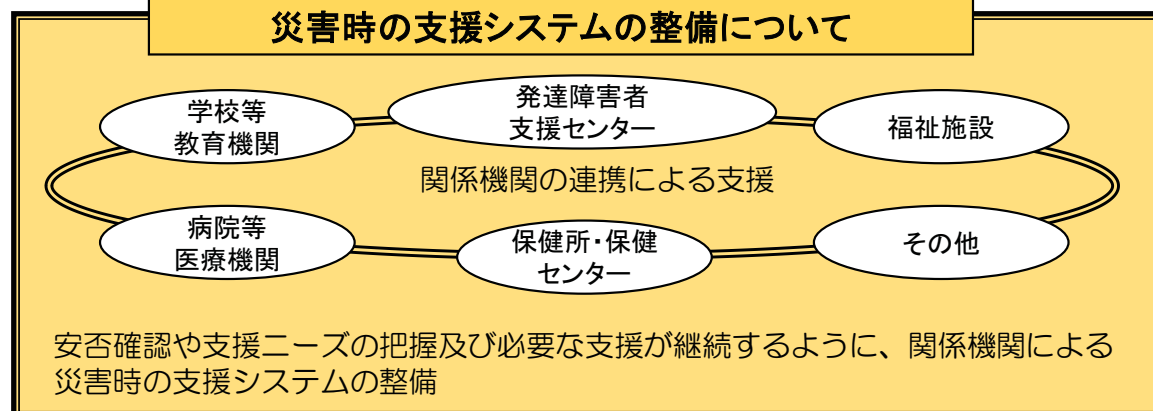 災害時の支援システムの整備について
学校等
教育機関
発達障害者
支援センター
福祉施設
関係機関の連携による支援
病院等
医療機関
保健所・保健
センター
その他
安否確認や支援ニーズの把握及び必要な支援が継続するように、関係機関による
災害時の支援システムの整備